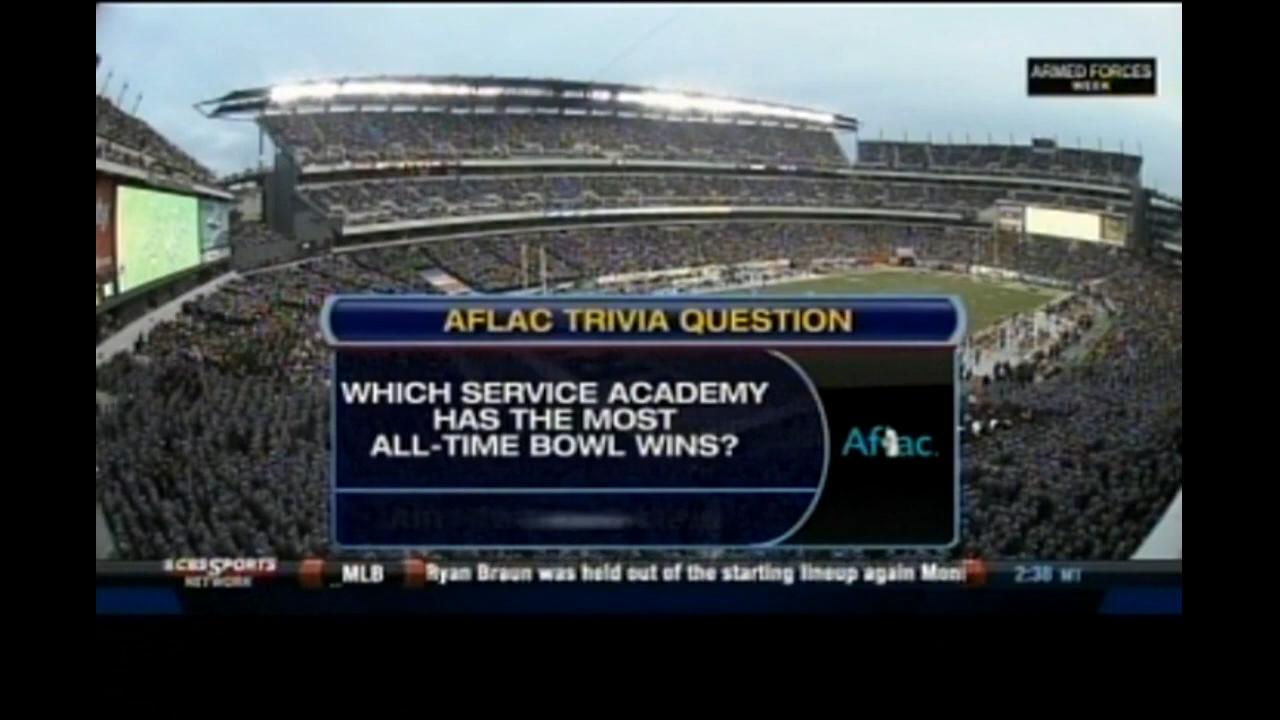 ARMED FORCES
WEEK
AFLAC TRIVIA QUESTION
WHICH SERVICE ACADEMY
HAS THE MOST
ALL-TIME BOWL WINS?
Aflac.
CBS SPORTS
NETWORK
MLB
Ryan Braun was held out of the starting lineup again Mon
2:38 MT